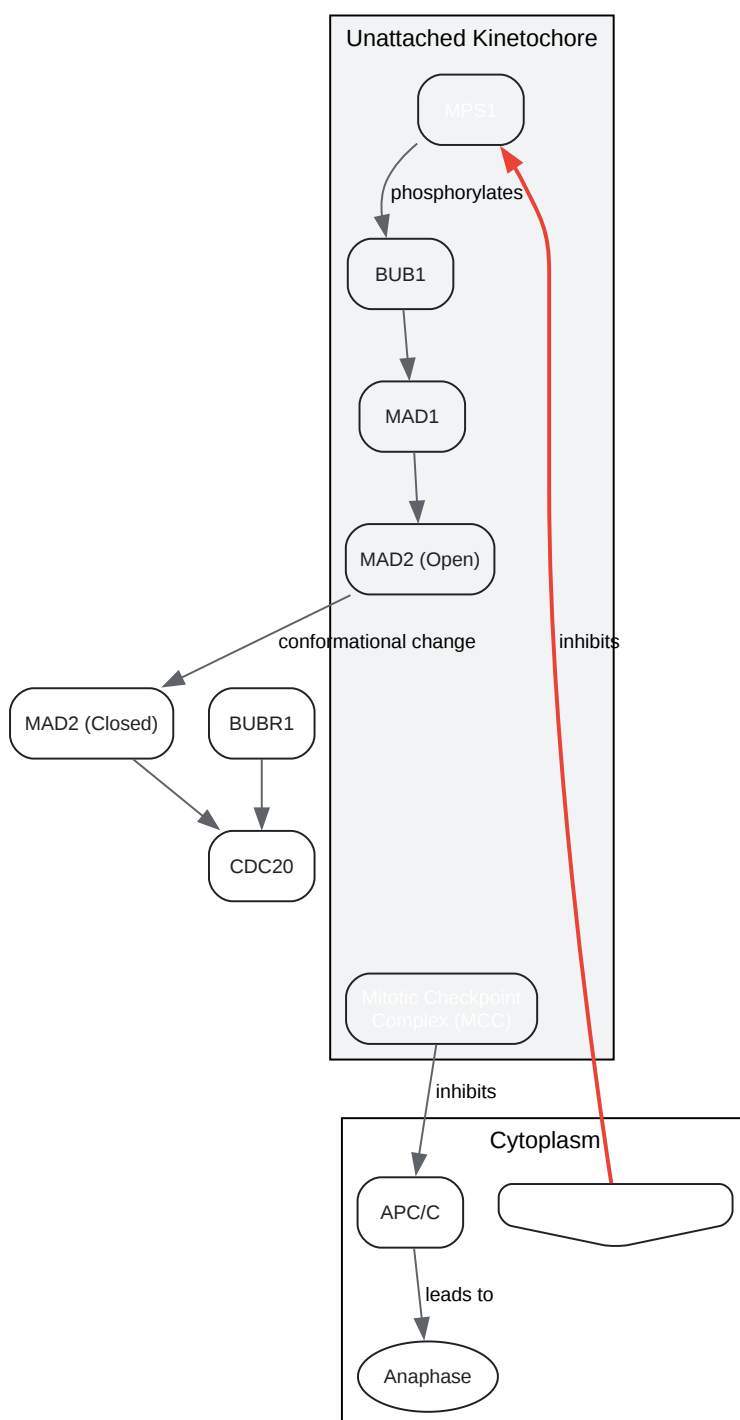 Unattached Kinetochore
MPS1
phosphorylates
BUB1
MAD1
MAD2 (Open)
conformational change
inhibits
MAD2 (Closed)
BUBR1
CDC20
Mitotic Checkpoint
Complex (MCC)
inhibits
Cytoplasm
APC/C
leads to
Anaphase